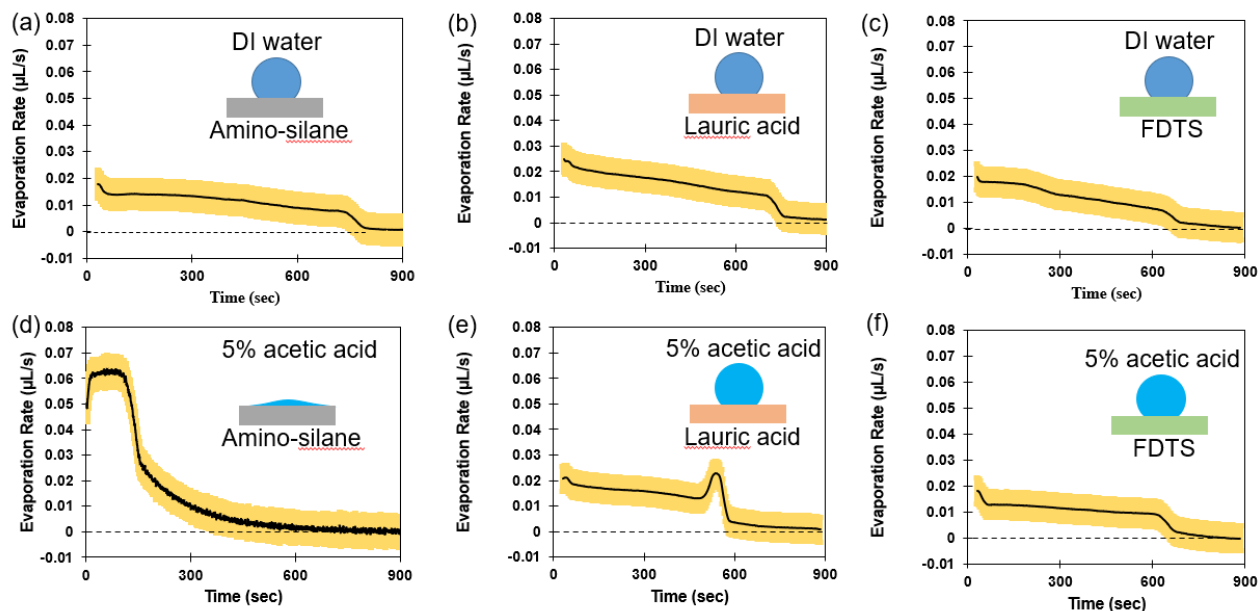 (a)
Evaporation Rate (µL/s)
0.08
0.07
0.06
0.05
0.04
0.03
0.02
0.01
0
-0.01
DI water
Amino-silane
0
300
600
900
Time (sec)
(b)
Evaporation Rate (µL/s)
0.08
0.07
0.06
0.05
0.04
0.03
0.02
0.01
0
-0.01
DI water
Lauric acid
0
300
600
900
Time (sec)
(c)
Evaporation Rate (µL/s)
0.08
0.07
0.06
0.05
0.04
0.03
0.02
0.01
0
-0.01
DI water
FDTS
0
300
600
900
Time (sec)
(d)
Evaporation Rate (µL/s)
0.08
0.07
0.06
0.05
0.04
0.03
0.02
0.01
0
-0.01
5% acetic acid
Amino-silane
0
300
600
900
Time (sec)
(e)
Evaporation Rate (µL/s)
0.08
0.07
0.06
0.05
0.04
0.03
0.02
0.01
0
-0.01
5% acetic acid
Lauric acid
0
300
600
900
Time (sec)
(f)
Evaporation Rate (µL/s)
0.08
0.07
0.06
0.05
0.04
0.03
0.02
0.01
0
-0.01
5% acetic acid
FDTS
0
300
600
900
Time (sec)